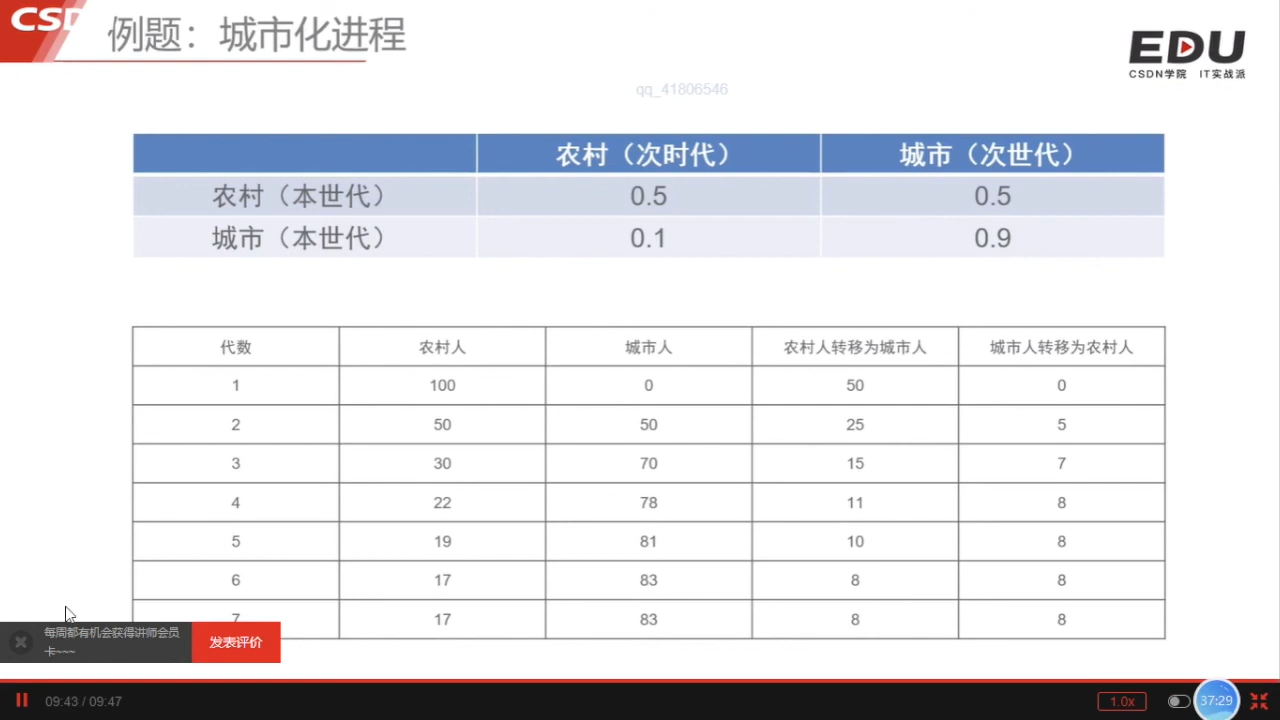 CSD
例题：城市化进程
EDU
CSDN学院 IT实战派
qq_41806546
农村（次时代） 城市（次世代）
农村（本世代） 0.5 0.5
城市（本世代） 0.1 0.9
代数 农村人 城市人 农村人转移为城市人 城市人转移为农村人
1 100 0 50 0
2 50 50 25 5
3 30 70 15 7
4 22 78 11 8
5 19 81 10 8
6 17 83 8 8
7 17 83 8 8
每周都有机会获得讲师会员
卡~~~
发表评价
09:43 / 09:47
1.0x
37:29